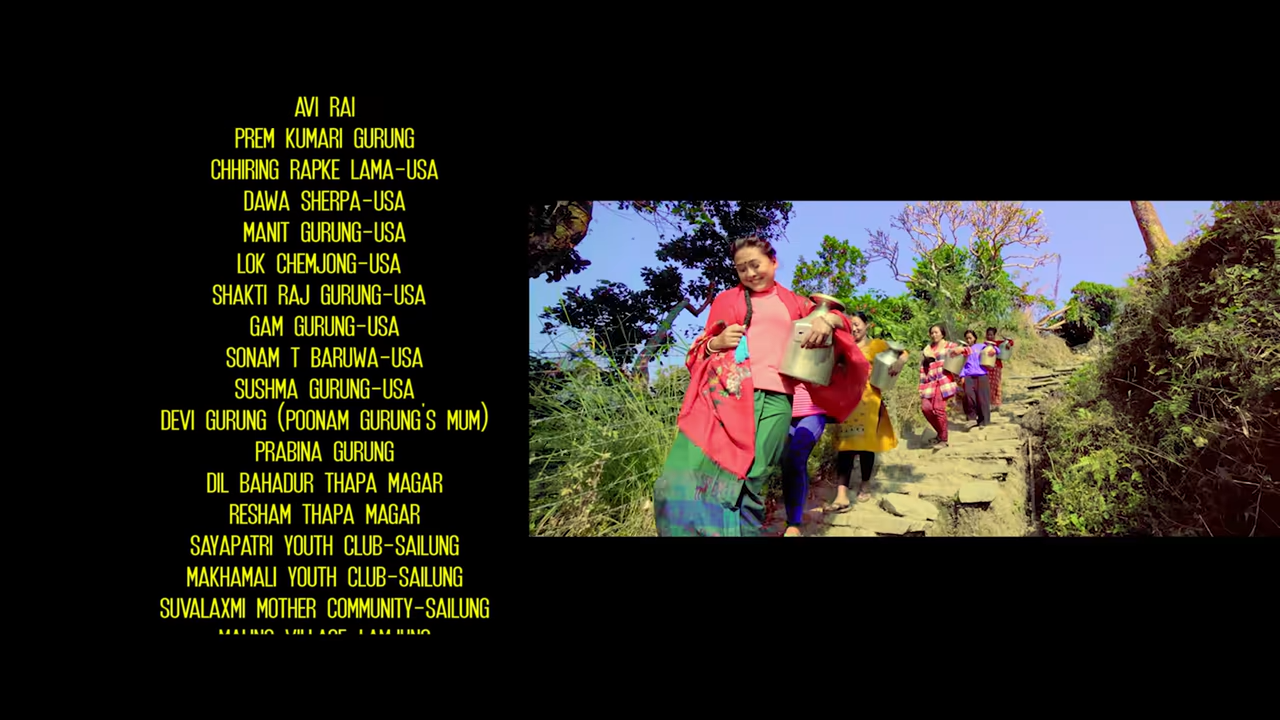 AVI RAI
PREM KUMARI GURUNG
CHHIRING RAPKE LAMA-USA
DAWA SHERPA-USA
MANIT GURUNG-USA
LOK CHEMJONG-USA
SHAKTI RAJ GURUNG-USA
GAM GURUNG-USA
SONAM T BARUWA-USA
SUSHMA GURUNG-USA
DEVI GURUNG (POONAM GURUNG'S MUM)
PRABINA GURUNG
DIL BAHADUR THAPA MAGAR
RESHAM THAPA MAGAR
SAYAPATRI YOUTH CLUB-SAILUNG
MAKHAMALI YOUTH CLUB-SAILUNG
SUVALAXMI MOTHER COMMUNITY-SAILUNG